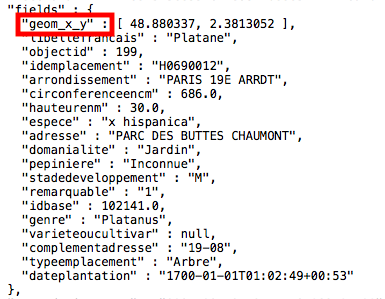 "fields" : {
"geom_x_y" : [ 48.880337, 2.3813052 ],
"libellefrancais" : "Platane",
"objectid" : 199,
"idemplacement" : "H0690012",
"arrondissement" : "PARIS 19E ARRDT",
"circonferenceencm" : 686.0,
"hauteurenm" : 30.0,
"espece" : "x hispanica",
"adresse" : "PARC DES BUTTES CHAUMONT",
"domanialite" : "Jardin",
"pepiniere" : "Inconnue",
"stadedeveloppement" : "M",
"remarquable" : "1",
"idbase" : 102141.0,
"genre" : "Platanus",
"varieteoucultivar" : null,
"complementadresse" : "19-08",
"typeemplacement" : "Arbre",
"dateplantation" : "1700-01-01T01:02:49+00:53"
},